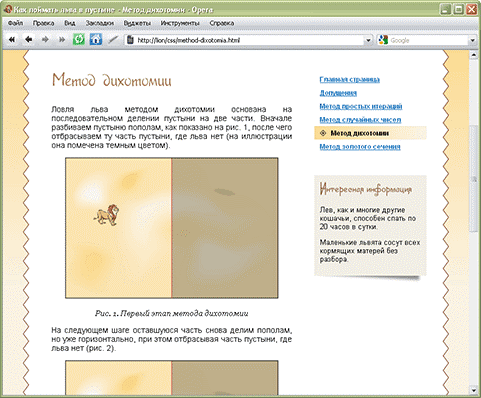 Как поймать льва в пустыне - Метод дихотомии - Opera
Файл Правка Вид Закладки Виджеты Инструменты Справка
http://lion/css/method-dixotomia.html
Google
Метод дихотомии
Ловля льва методом дихотомии основана на
последовательном делении пустыни на две части. Вначале
разбиваем пустыню пополам, как показано на рис. 1, после чего
отбрасываем ту часть пустыни, где льва нет (на иллюстрации
она помечена темным цветом).
Рис. 1. Первый этап метода дихотомии
На следующем шаге оставшуюся часть снова делим пополам,
но уже горизонтально, при этом отбрасывая часть пустыни, где
льва нет (рис. 2).
Главная страница
Допущения
Метод простых итераций
Метод случайных чисел
Метод дихотомии
Метод золотого сечения
Интересная информация
Лев, как и многие другие
кошачьи, способен спать по
20 часов в сутки.
Маленькие львята сосут всех
кормящих матерей без
разбора.